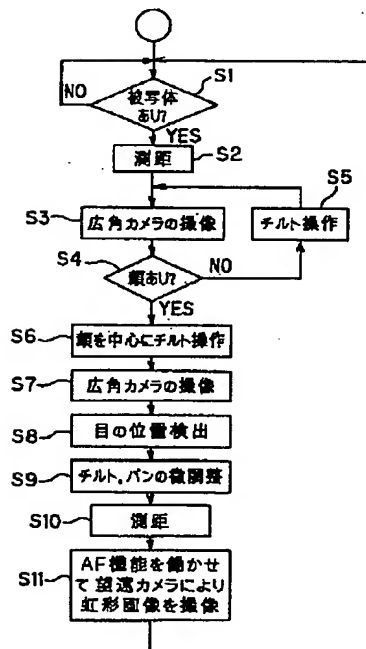 S1
NO
被写体
あり?
YES
測距
S2
S5
S3
広角カメラの撮像
チルト操作
S4
顔あり?
NO
YES
S6
顔を中心にチルト操作
S7
広角カメラの撮像
S8
目の位置検出
S9
チルト。パンの微調整
S10
測距
S11
AF機能を働かせ
て望遠カメラにより
虹彩画像を撮像